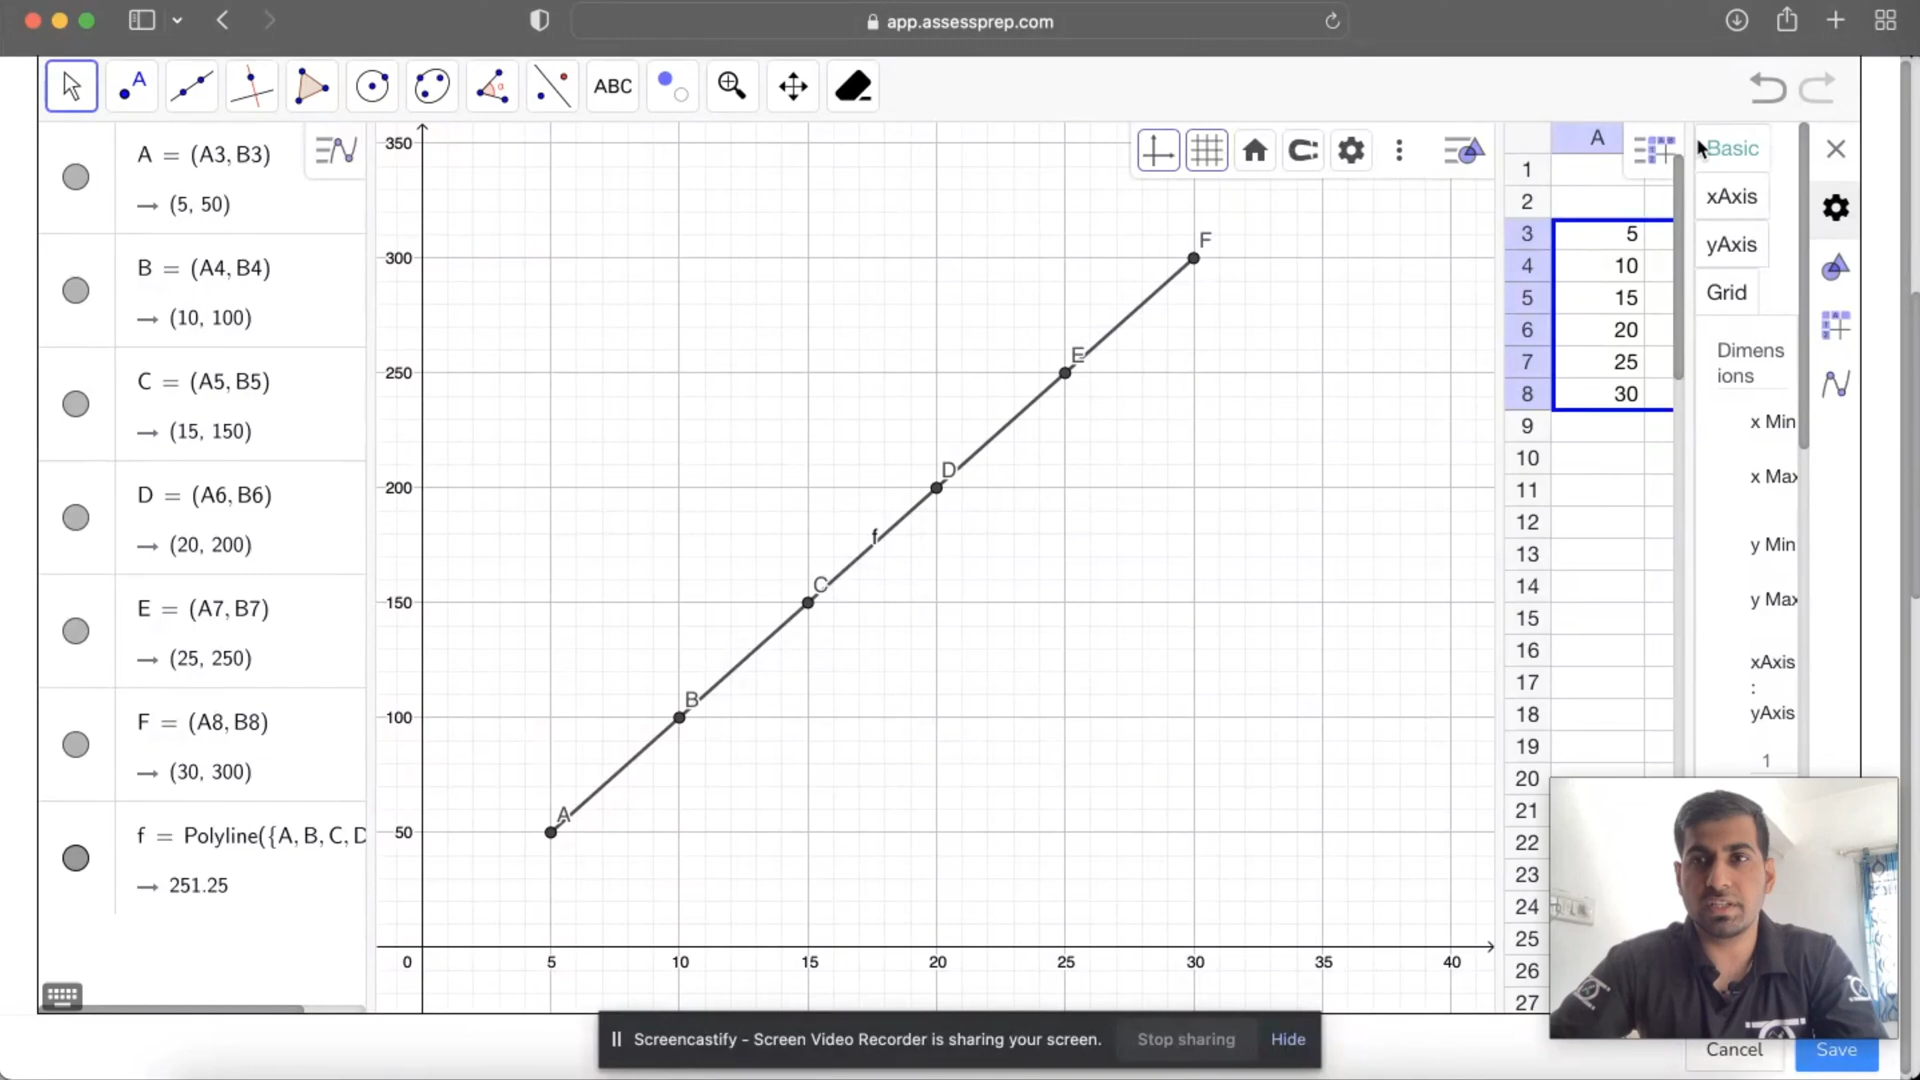 app.assessprep.com
A
ABC
A = (A3, B3)
→ (5, 50)
B = (A4, B4)
→ (10, 100)
C = (A5, B5)
→ (15, 150)
D = (A6, B6)
→ (20, 200)
E = (A7, B7)
→ (25, 250)
F = (A8, B8)
→ (30, 300)
f = Polyline({A, B, C, D
→ 251.25
350
300
250
200
150
100
50
0
5
10
15
20
25
30
35
40
A
B
C
D
E
F
f
A
1
2
3 5
4 10
5 15
6 20
7 25
8 30
9
10
11
12
13
14
15
16
17
18
19
20
21
22
23
24
25
26
27
Basic
xAxis
yAxis
Grid
Dimens
ions
x Min
x Max
y Min
y Max
xAxis
:
yAxis
1
Screencastify - Screen Video Recorder is sharing your screen. Stop sharing Hide
Cancel Save